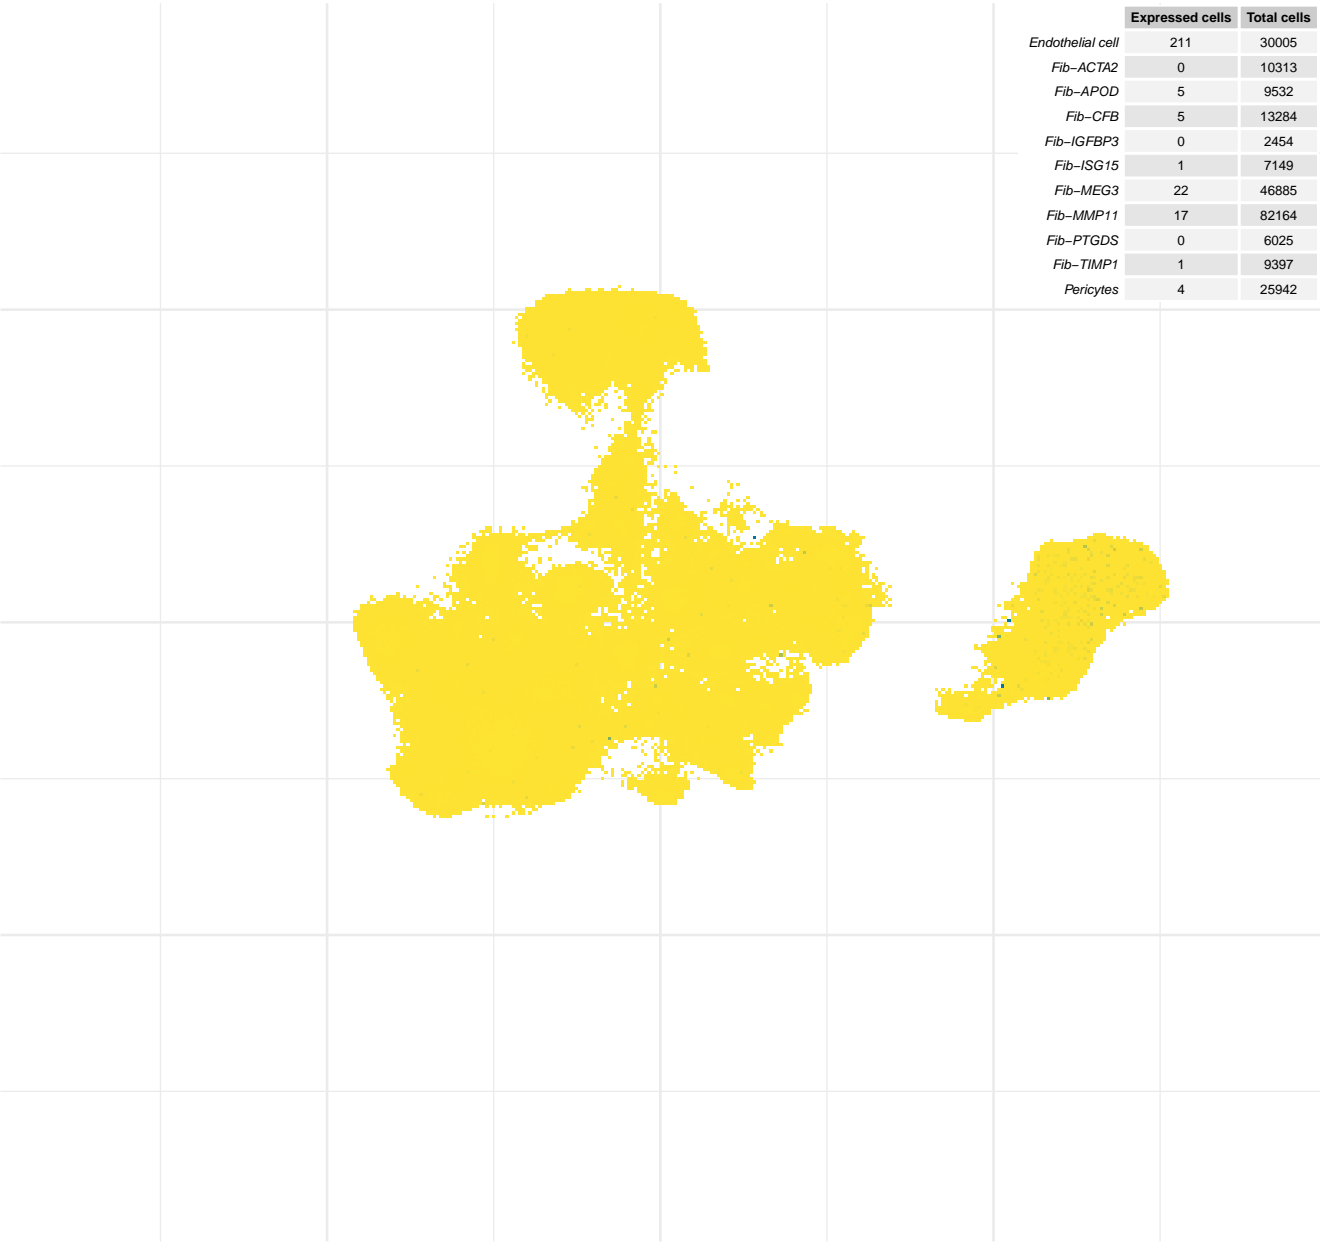 Expressed cells Total cells
Endothelial cell 211 30005
Fib−ACTA2 0 10313
Fib−APOD 5 9532
Fib−CFB 5 13284
Fib−IGFBP3 0 2454
Fib−ISG15 1 7149
Fib−MEG3 22 46885
Fib−MMP11 17 82164
Fib−PTGDS 0 6025
Fib−TIMP1 1 9397
Pericytes 4 25942